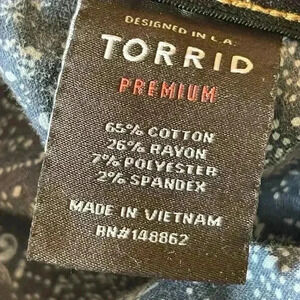 DESIGNED IN L.A.
TORRID
PREMIUM
65% COTTON
26% RAYON
7% POLYESTER
2% SPANDEX
MADE IN VIETNAM
RN#148862